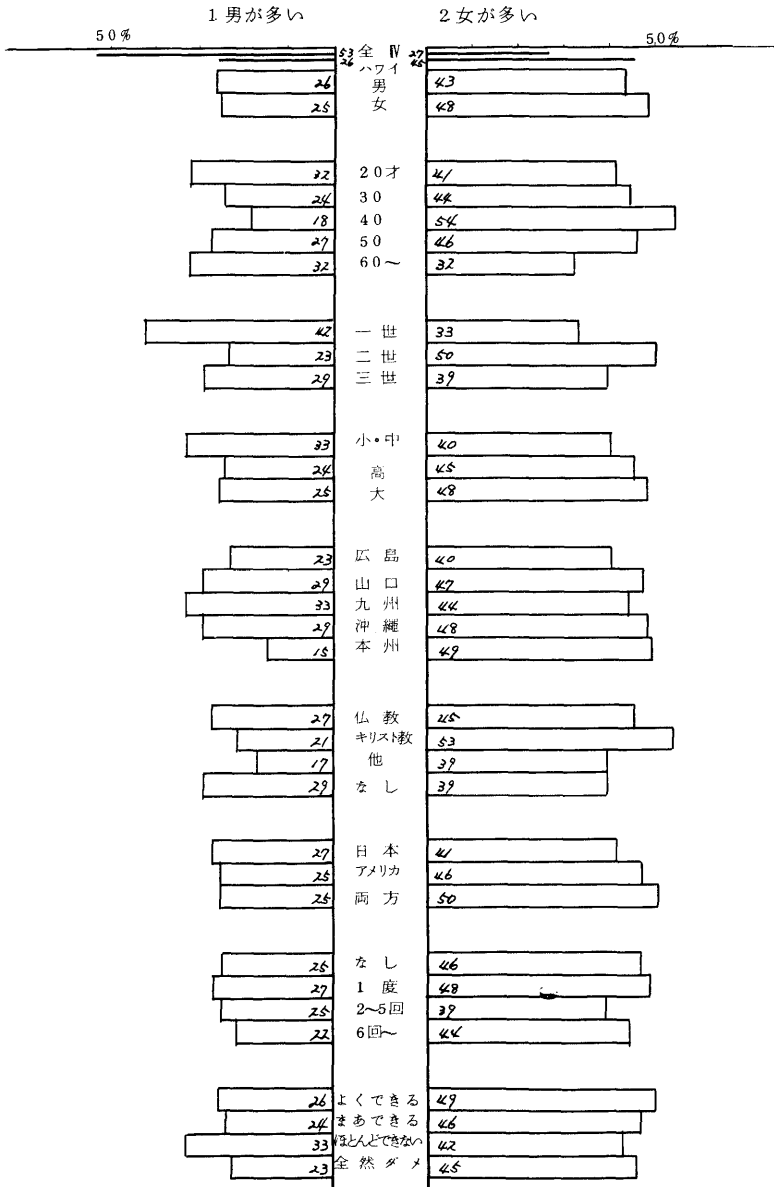 1 男が多い 2 女が多い
50% 50%
53 全 Ⅳ 27
26 ハワイ 45
26 男 43
25 女 48
32 20才 41
24 30 44
18 40 54
27 50 46
32 60～ 32
42 一世 33
23 二世 50
29 三世 39
33 小・中 40
24 高 45
25 大 48
23 広島 40
29 山口 47
33 九州 44
29 沖縄 48
15 本州 49
27 仏教 45
21 キリスト教 53
17 他 39
29 なし 39
27 日本 41
25 アメリカ 46
25 両方 50
25 なし 46
27 1度 48
25 2～5回 39
22 6回～ 44
26 よくできる 49
24 まあできる 46
33 ほとんどできない 42
23 全然ダメ 45